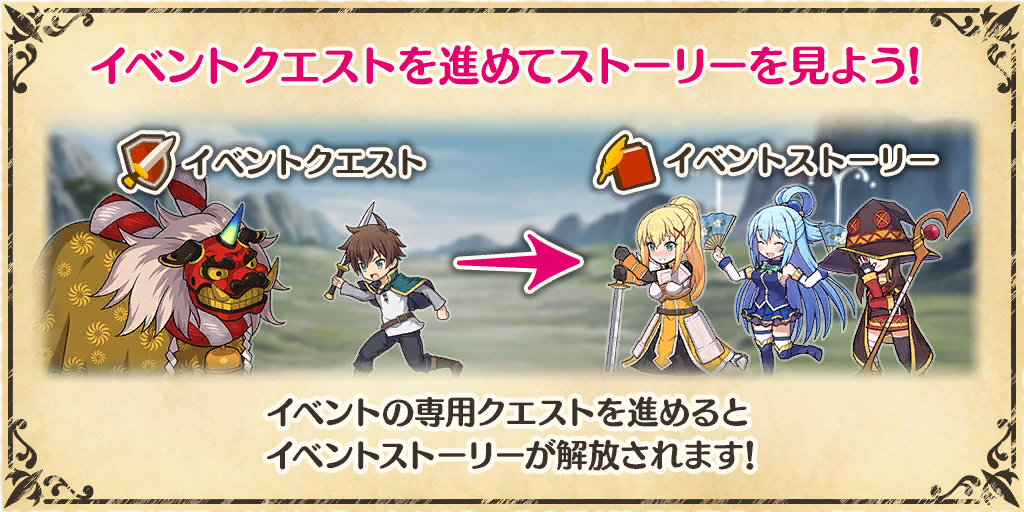 イベントクエストを進めてストーリーを見よう!
イベントクエスト
イベントストーリー
イベントの専用クエストを進めると
イベントストーリーが解放されます!